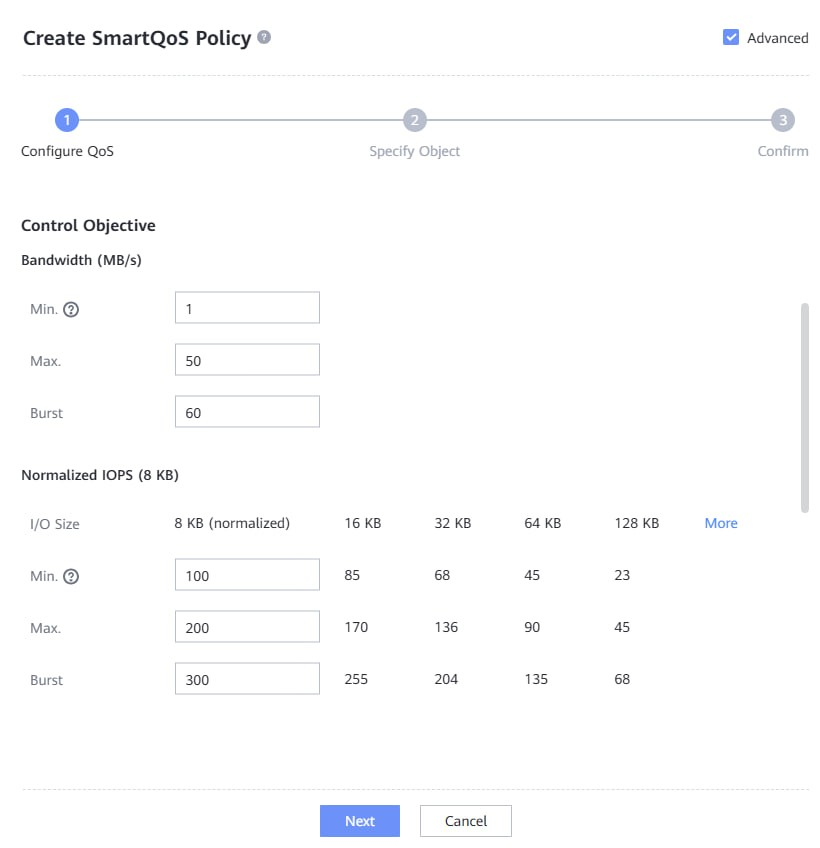 Create SmartQoS Policy ?
Advanced
1 2 3
Configure QoS Specify Object Confirm
Control Objective
Bandwidth (MB/s)
Min. ? 1
Max. 50
Burst 60
Normalized IOPS (8 KB)
I/O Size 8 KB (normalized) 16 KB 32 KB 64 KB 128 KB More
Min. ? 100 85 68 45 23
Max. 200 170 136 90 45
Burst 300 255 204 135 68
Next Cancel